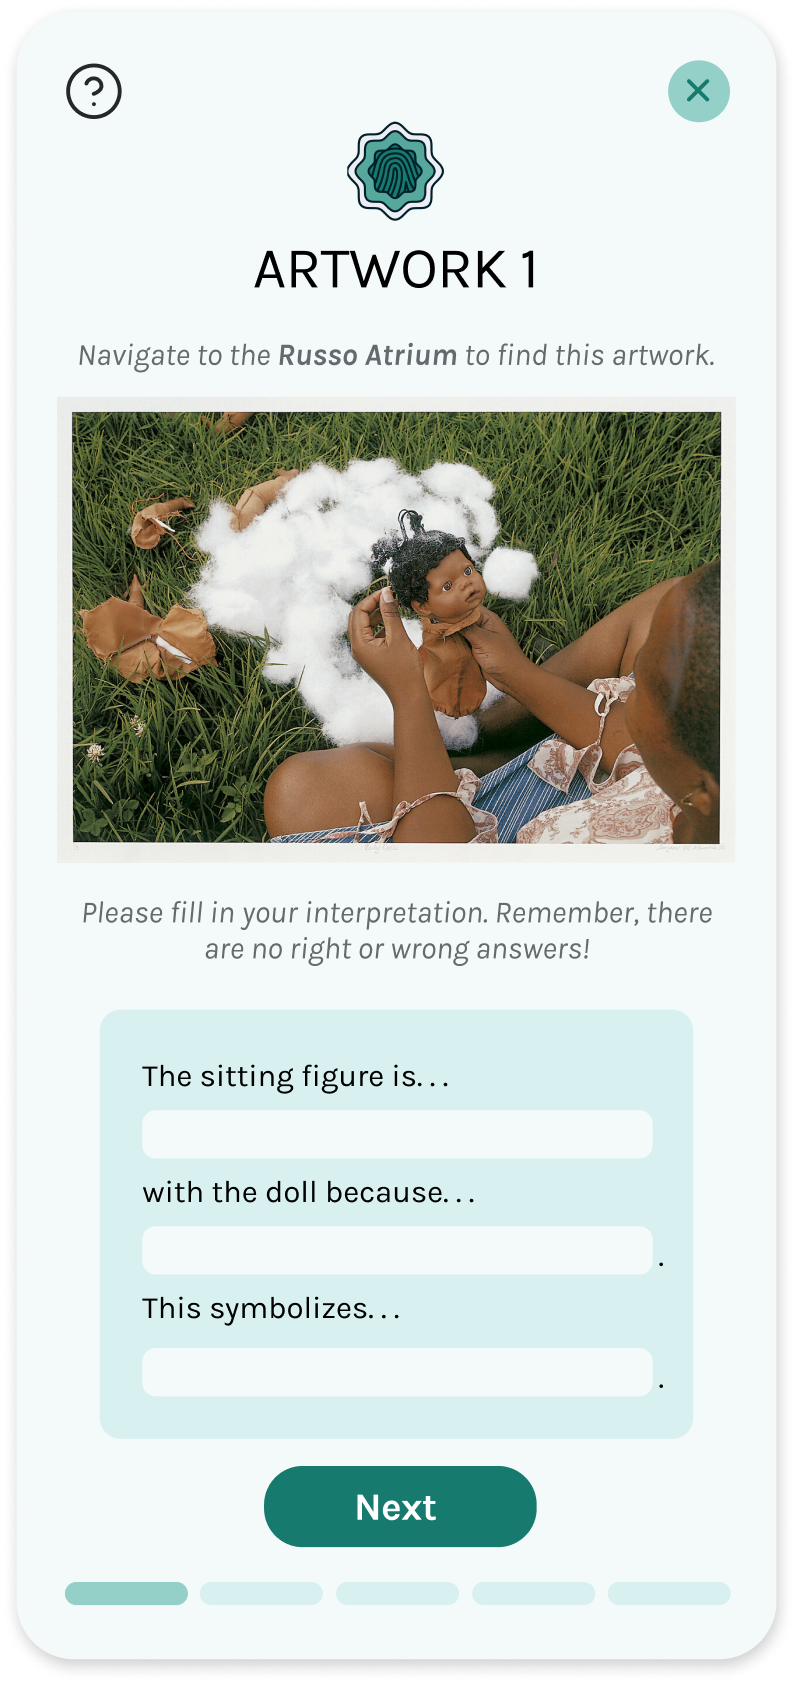 ARTWORK 1
Navigate to the Russo Atrium to find this artwork.
Please fill in your interpretation. Remember, there
are no right or wrong answers!
The sitting figure is...
with the doll because...
.
This symbolizes...
.
Next